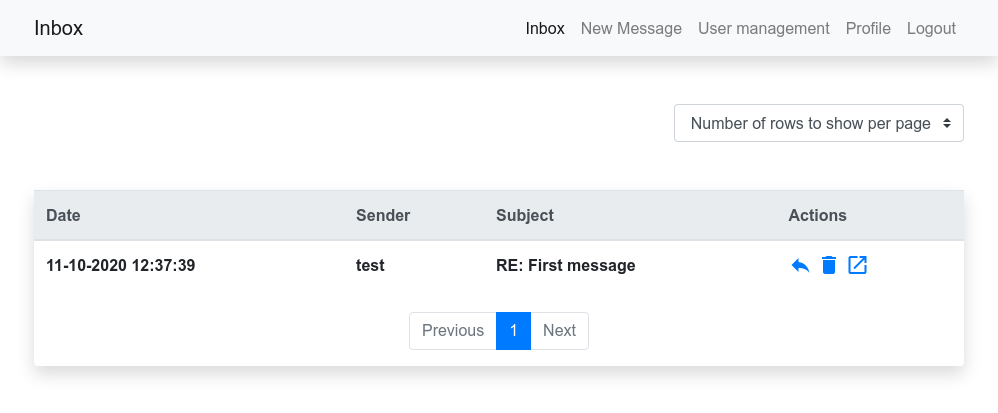 Inbox Inbox New Message User management Profile Logout
Number of rows to show per page
Date Sender Subject Actions
11-10-2020 12:37:39 test RE: First message
Previous 1 Next